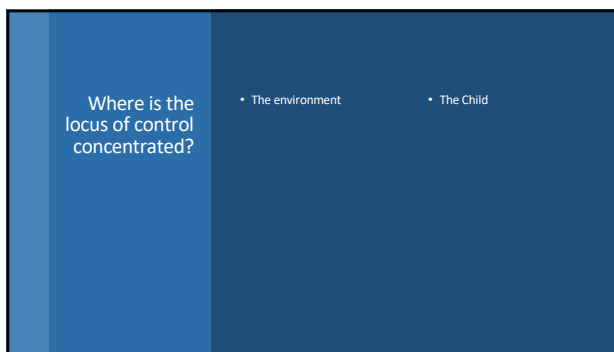 Where is the
locus of control
concentrated?
• The environment
• The Child